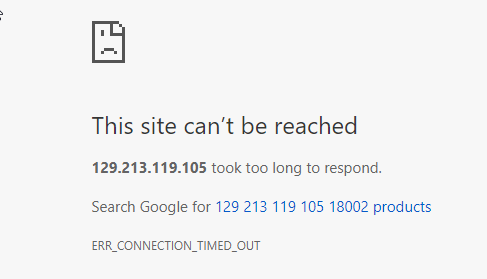 This site can’t be reached
129.213.119.105 took too long to respond.
Search Google for 129 213 119 105 18002 products
ERR_CONNECTION_TIMED_OUT